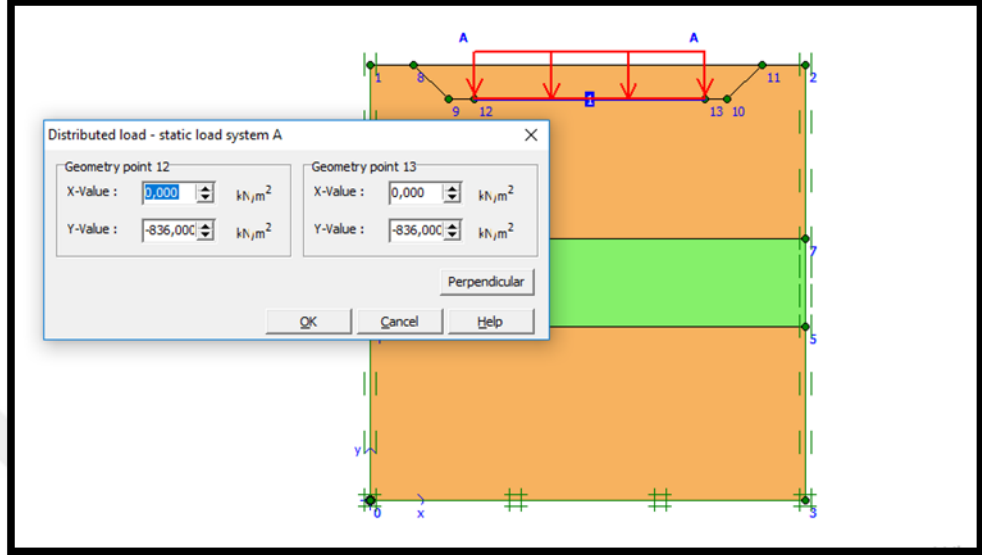 A A
1 8 11 2
1
9 12 13 10
Distributed load - static load system A
Geometry point 12 Geometry point 13
X-Value : 0,000 kN/m2 X-Value : 0,000 kN/m2
Y-Value : -836,000 kN/m2 Y-Value : -836,000 kN/m2
7
Perpendicular
OK Cancel Help
5
y
0 x 3